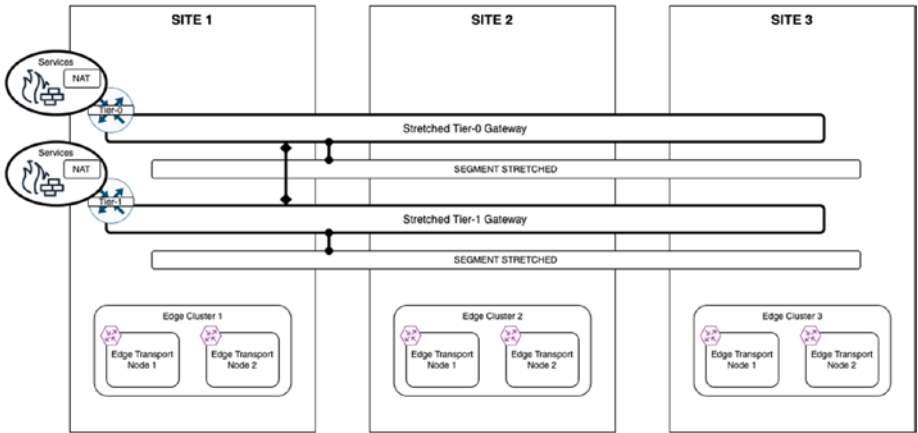 SITE 1
SITE 2
SITE 3
Services
NAT
Tier-0
Stretched Tier-0 Gateway
SEGMENT STRETCHED
Services
NAT
Tier-1
Stretched Tier-1 Gateway
SEGMENT STRETCHED
Edge Cluster 1
Edge Transport
Node 1
Edge Transport
Node 2
Edge Cluster 2
Edge Transport
Node 1
Edge Transport
Node 2
Edge Cluster 3
Edge Transport
Node 1
Edge Transport
Node 2